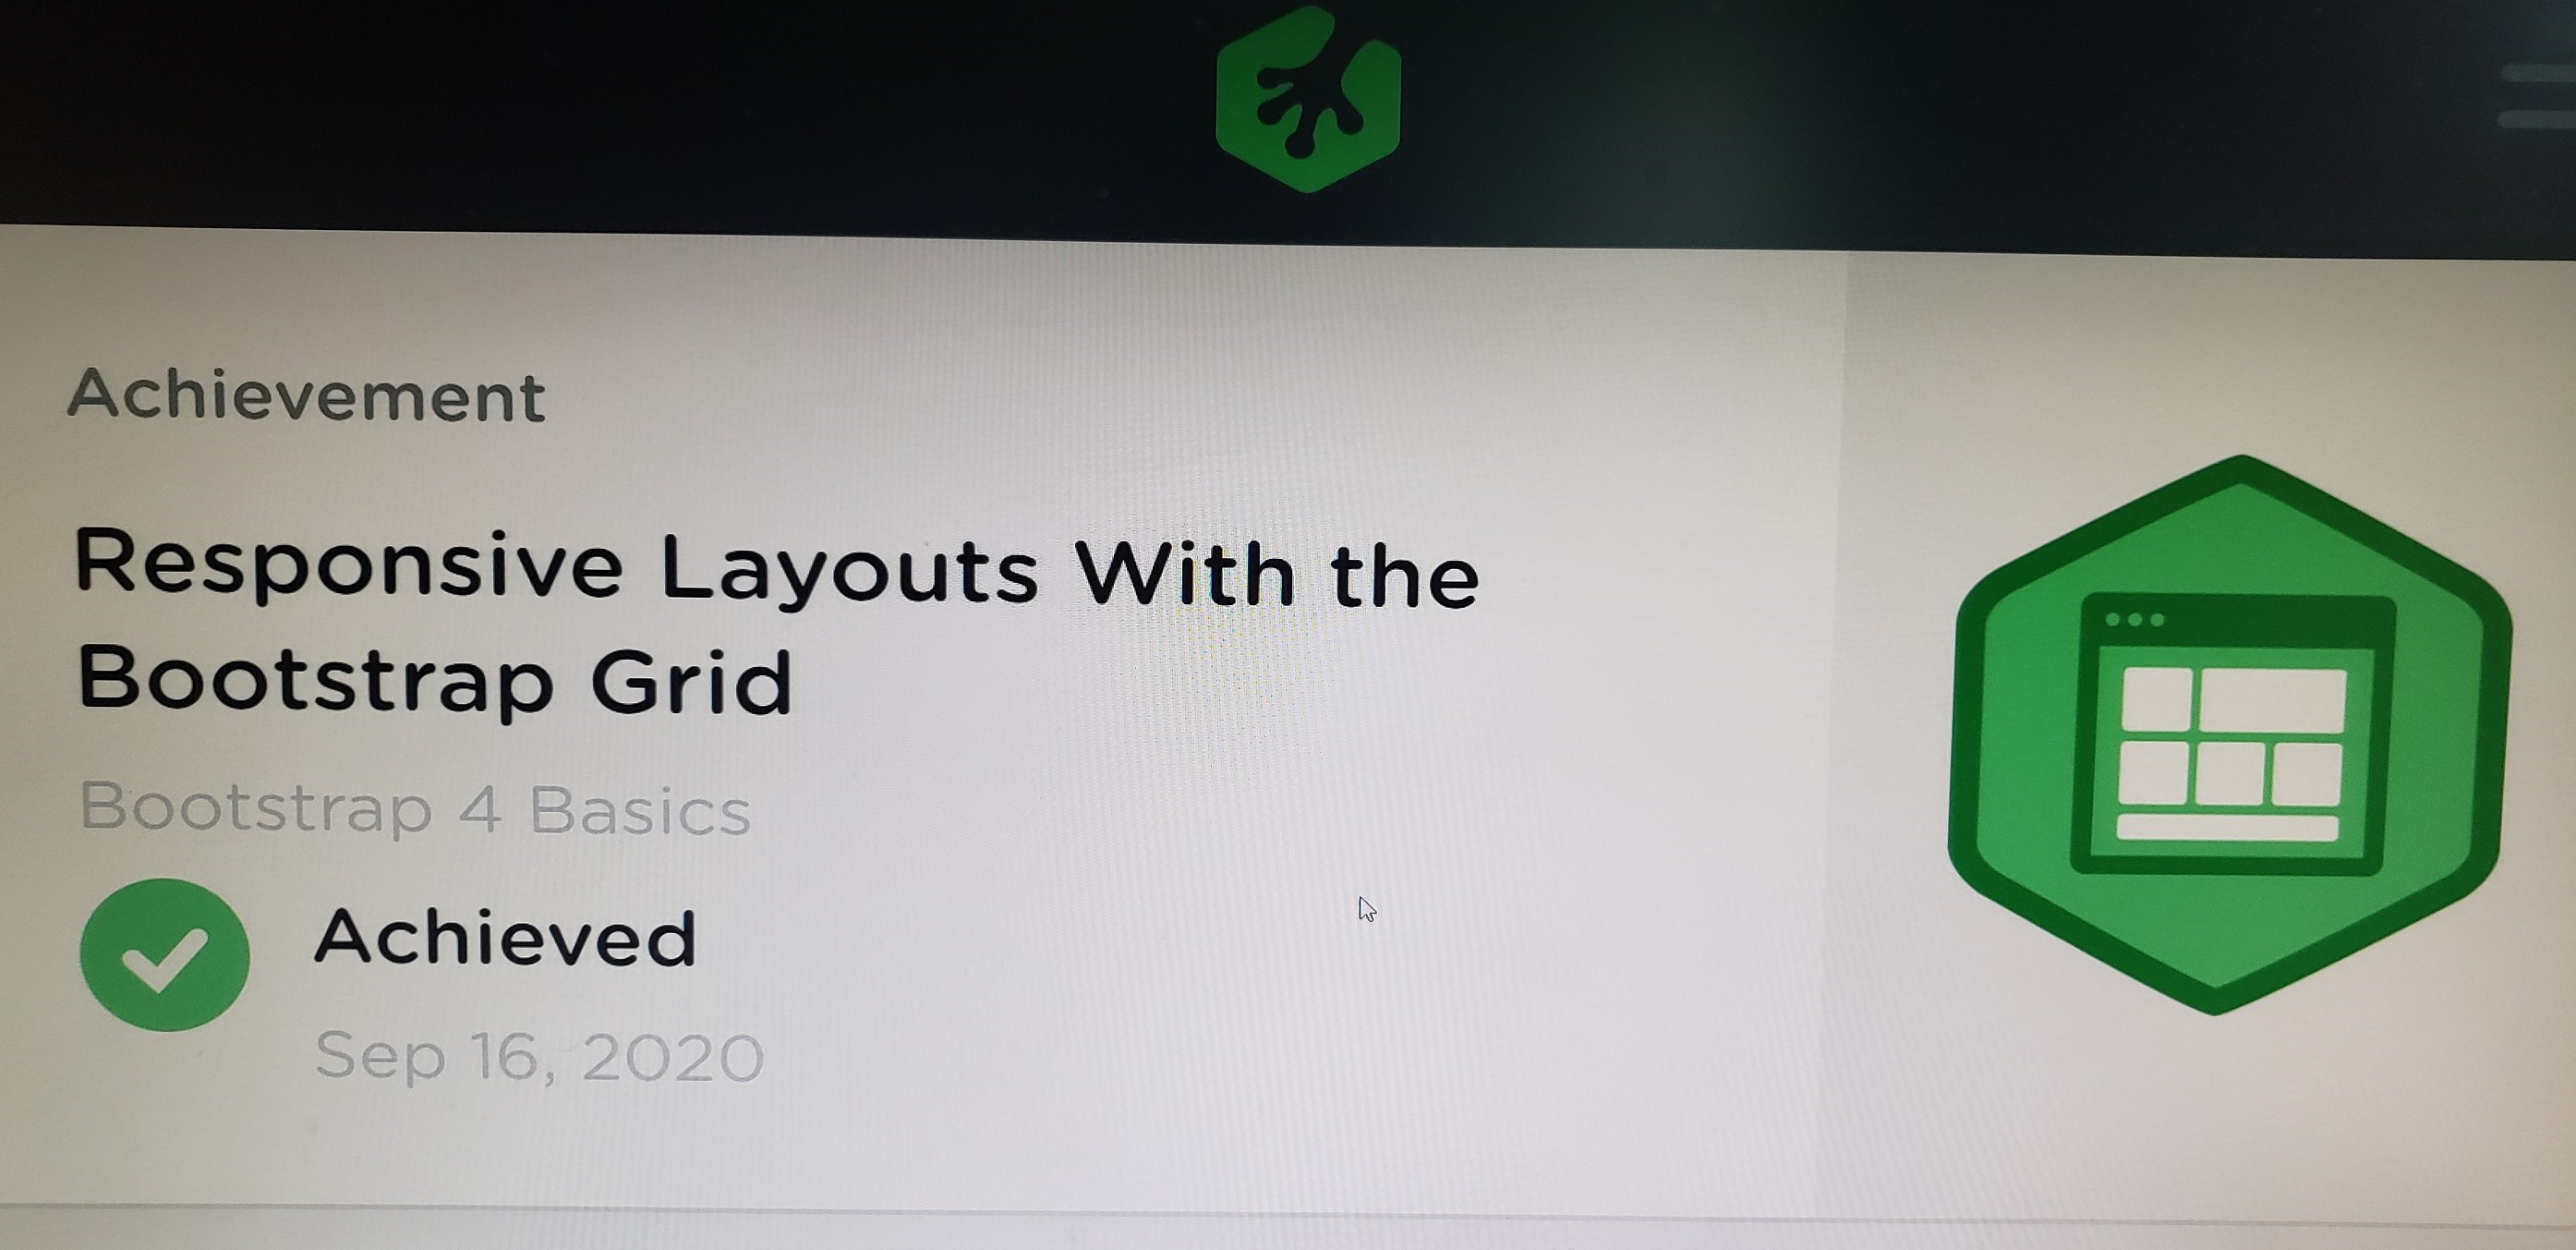 Achievement
Responsive Layouts With the
Bootstrap Grid
Bootstrap 4 Basics
Achieved
Sep 16, 2020